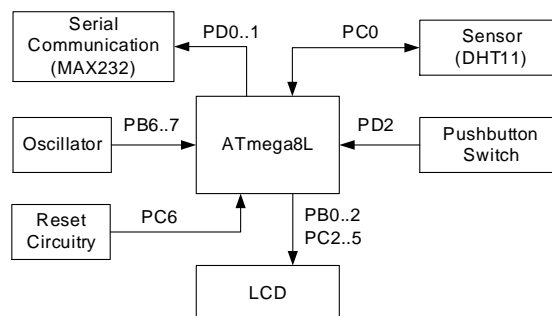 Serial
Communication
(MAX232)
PD0..1
PC0
Sensor
(DHT11)
Oscillator
PB6..7
ATmega8L
PD2
Pushbutton
Switch
Reset
Circuitry
PC6
PB0..2
PC2..5
LCD